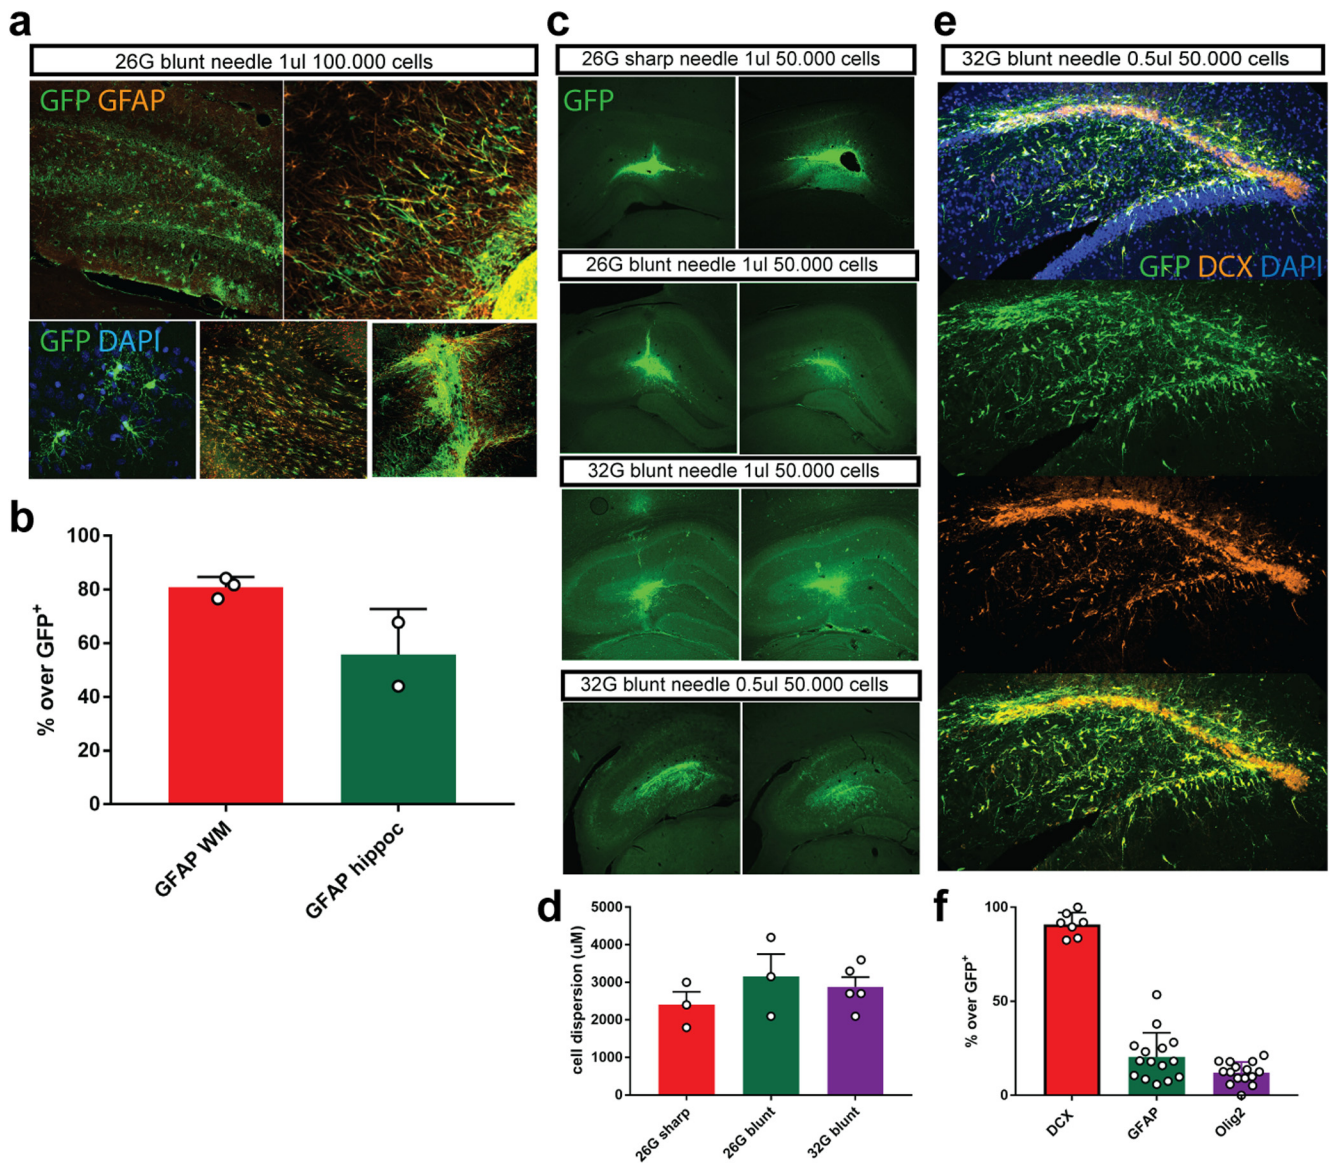 a
26G blunt needle 1ul 100.000 cells
GFP GFAP
GFP DAPI
b
100
80
60
40
20
0
% over GFP+
GFAP WM
GFAP hippoc
c
26G sharp needle 1ul 50.000 cells
GFP
26G blunt needle 1ul 50.000 cells
32G blunt needle 1ul 50.000 cells
32G blunt needle 0.5ul 50.000 cells
d
5000
4000
3000
2000
1000
0
cell dispersion (uM)
26G sharp
26G blunt
32G blunt
e
32G blunt needle 0.5ul 50.000 cells
GFP DCX DAPI
f
100
50
0
% over GFP+
DCX
GFAP
Olig2